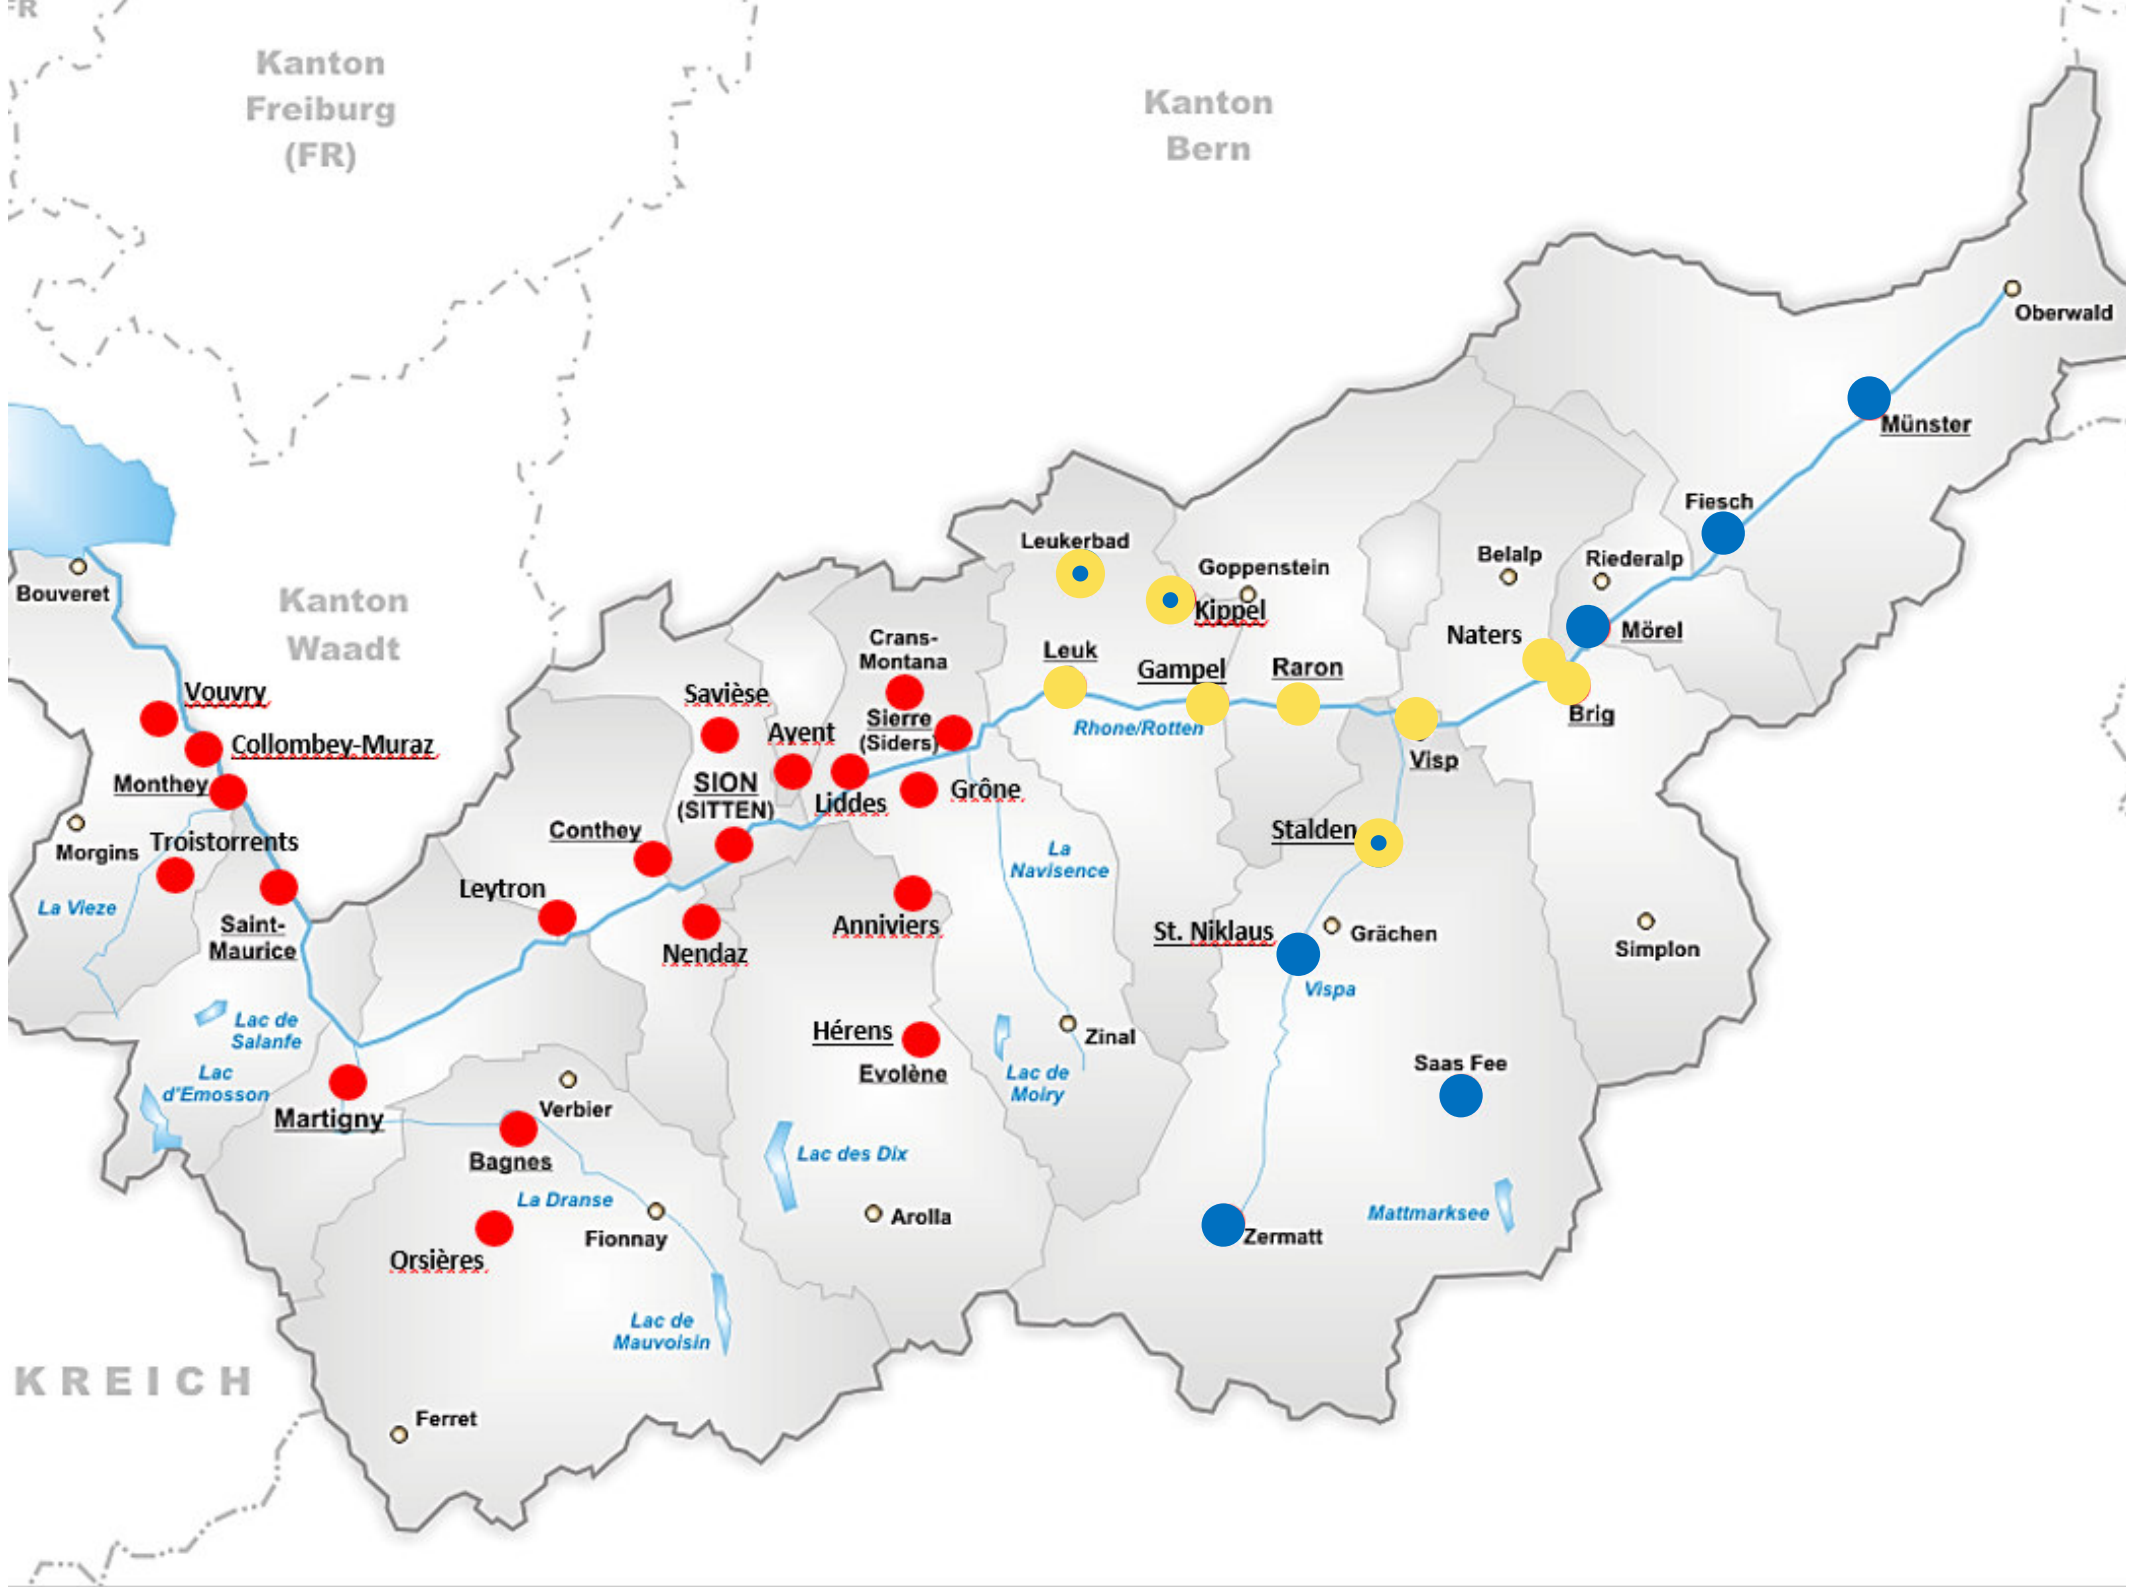 FR
Kanton
Freiburg
(FR)
Kanton
Bern
Oberwald
Münster
Fiesch
Leukerbad
Goppenstein
Belalp
Riederalp
Bouveret
Kanton
Waadt
Kippel
Naters
Mörel
Crans-
Montana
Leuk
Gampel
Raron
Vouvry
Savièse
Sierre
(Siders)
Ayent
Rhone/Rotten
Brig
Collombey-Muraz
Visp
Monthey
SION
(SITTEN)
Liddes
Grône
Morgins
Troistorrents
Conthey
Stalden
La
Navisence
Leytron
La Vieze
Saint-
Maurice
Nendaz
Anniviers
St. Niklaus
Grächen
Simplon
Vispa
Lac de
Salanfe
Hérens
Evolène
Zinal
Lac
d'Emosson
Lac de
Moiry
Saas Fee
Martigny
Verbier
Bagnes
Lac des Dix
La Dranse
Fionnay
Arolla
Mattmarksee
Zermatt
Orsières
Lac de
Mauvoisin
KREICH
Ferret